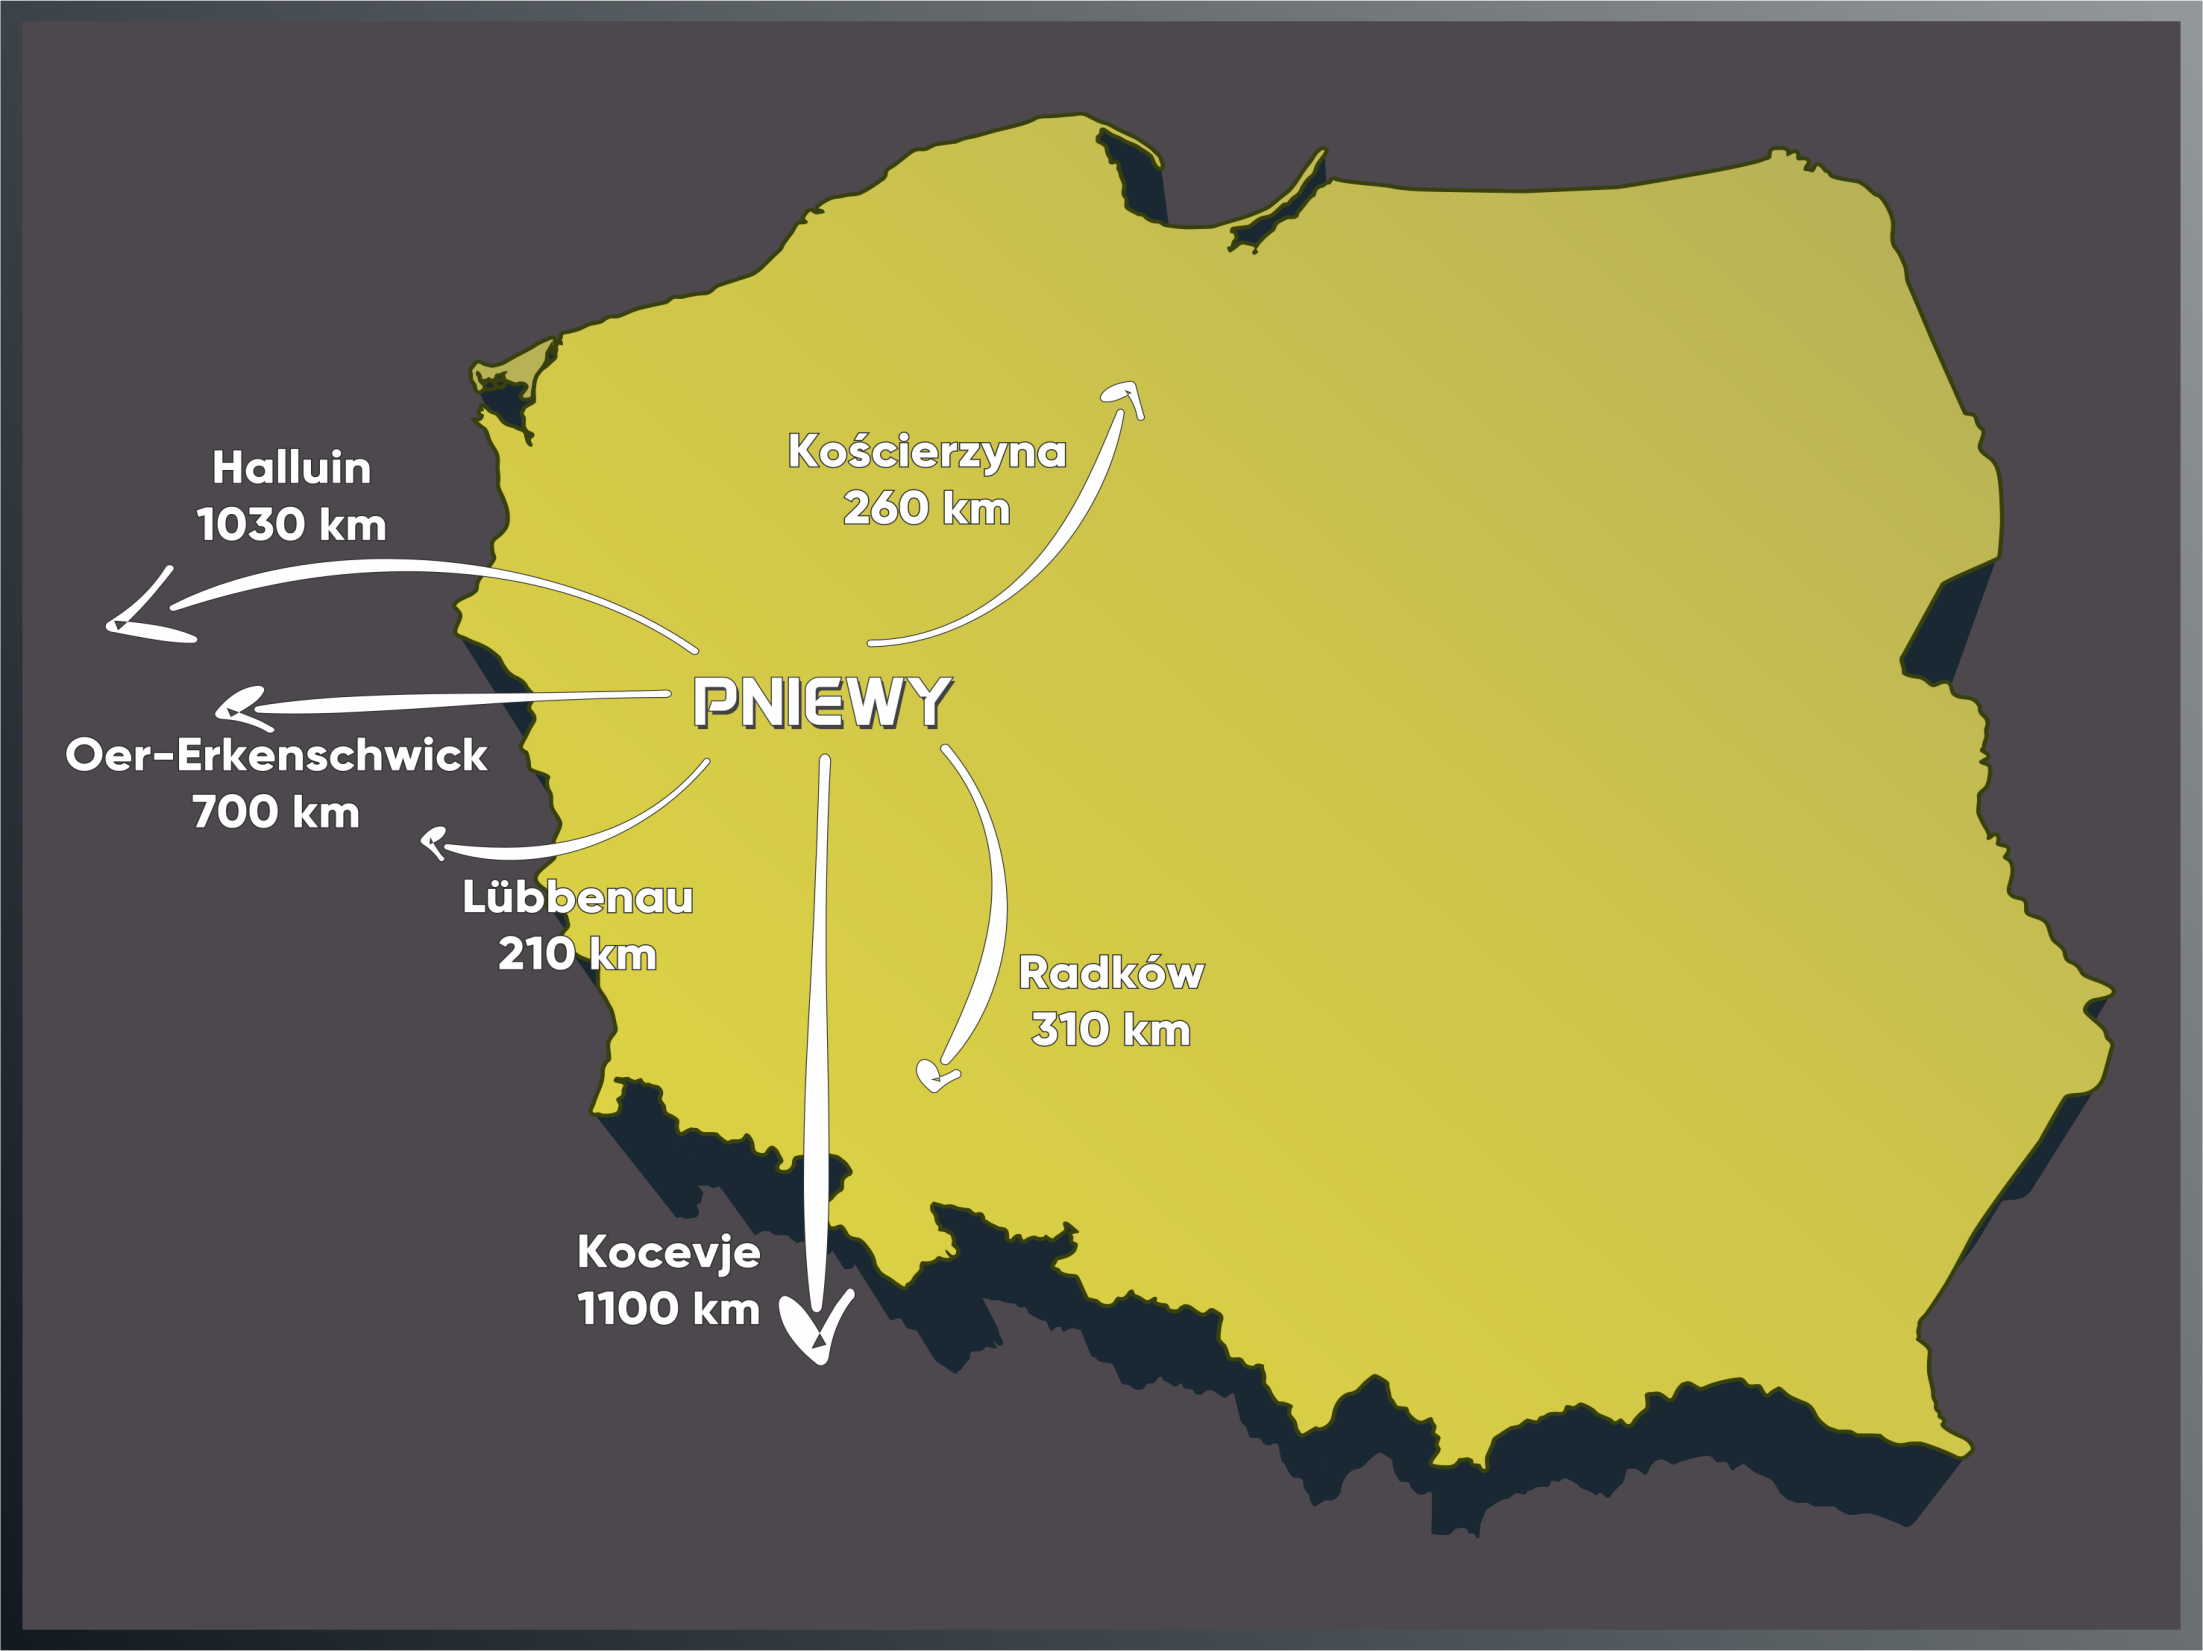 Halluin
1030 km
Kościerzyna
260 km
PNIEWY
Oer-Erkenschwick
700 km
Lübbenau
210 km
Radków
310 km
Kocevje
1100 km